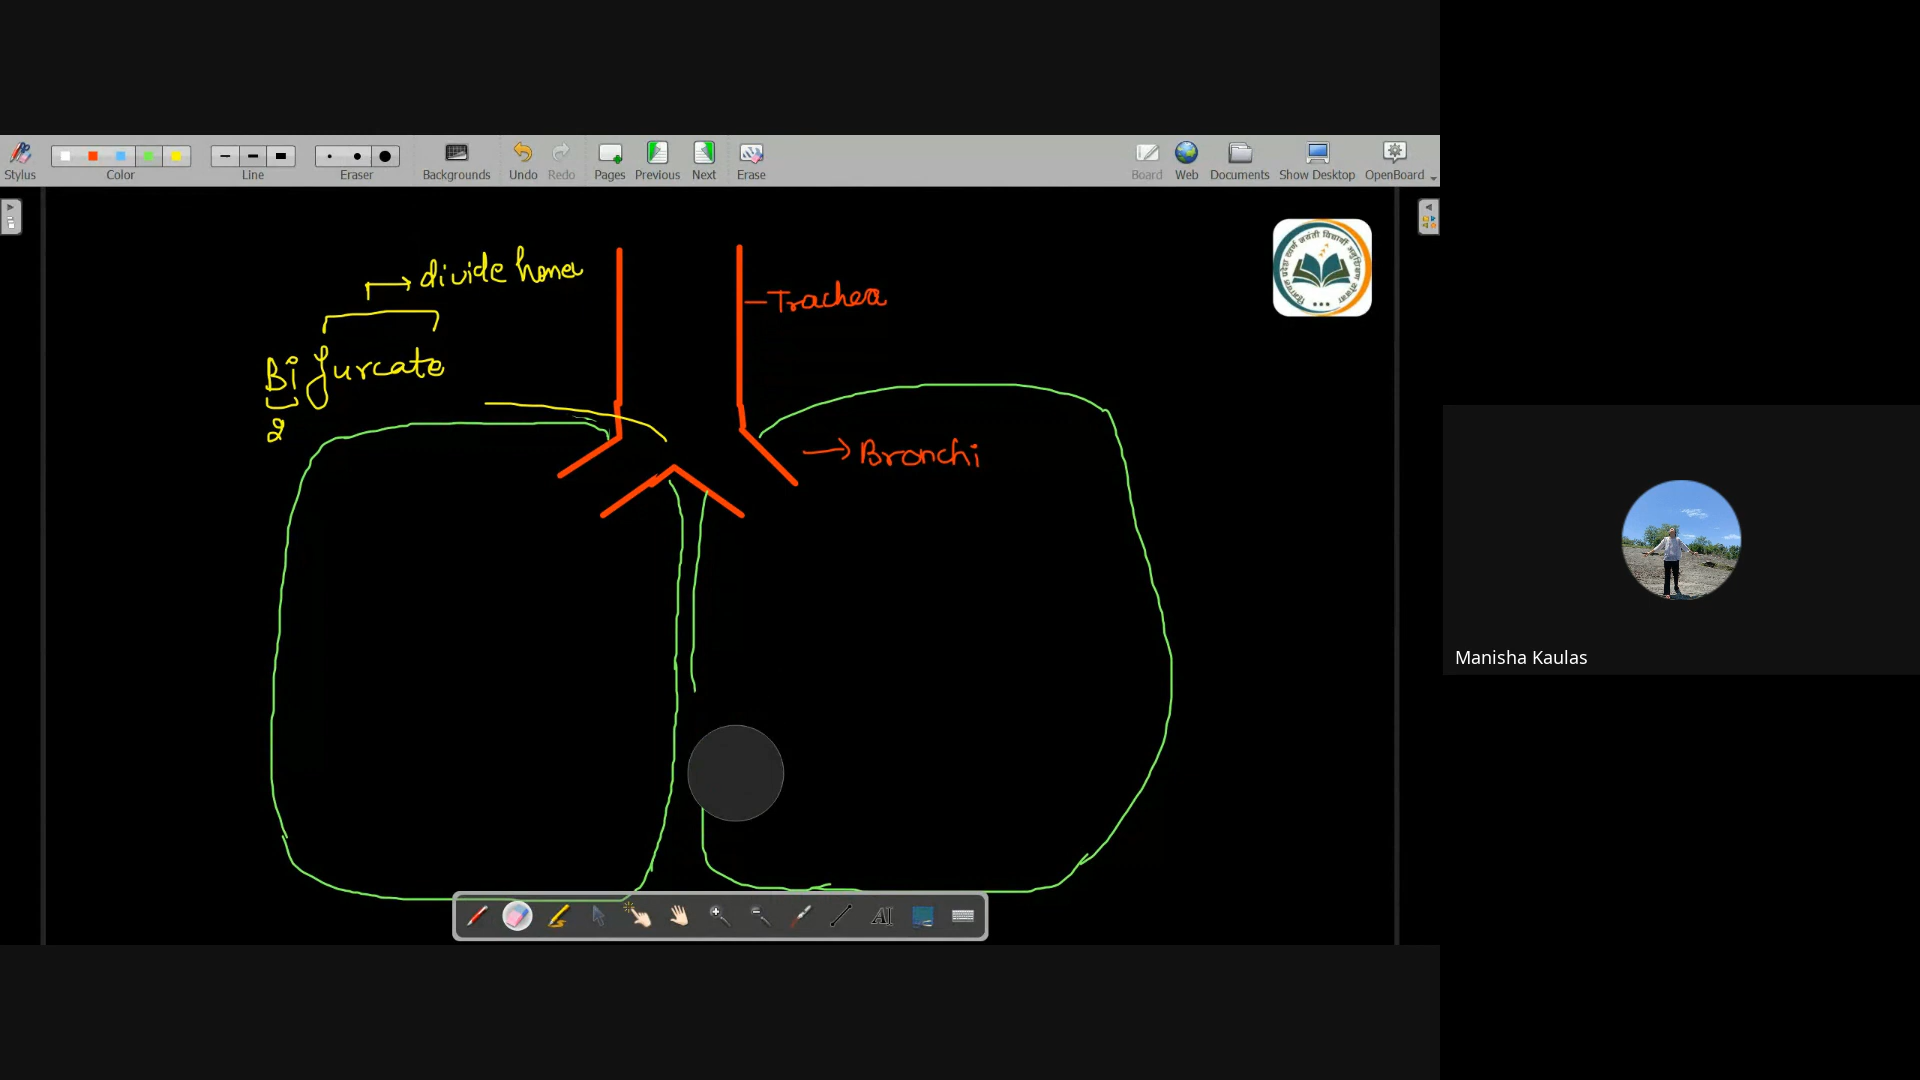 Stylus
Color
Line
Eraser
Backgrounds
Undo
Redo
Pages
Previous
Next
Erase
Board
Web
Documents
Show Desktop
OpenBoard
divide hona
Trachea
Bifurcate
2
Bronchi
Manisha Kaulas